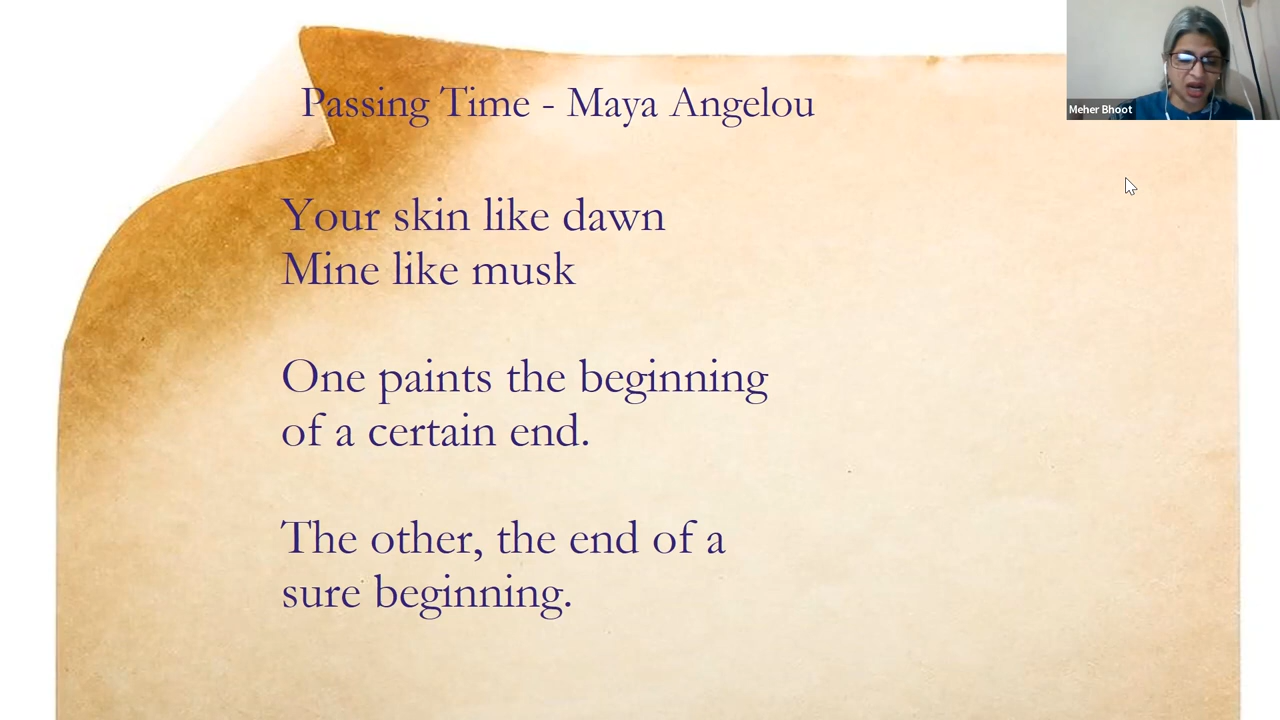 Passing Time - Maya Angelou
Meher Bhoot
Your skin like dawn
Mine like musk
One paints the beginning
of a certain end.
The other, the end of a
sure beginning.